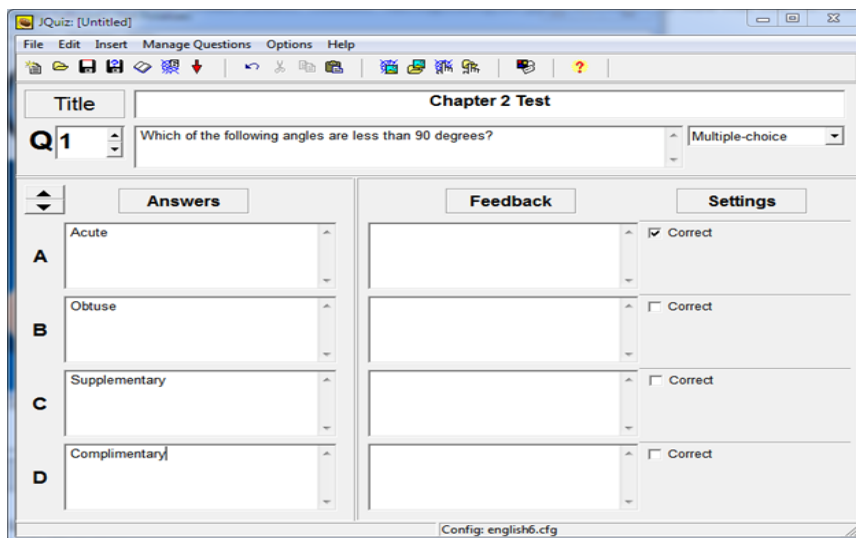 JQuiz: [Untitled]
File Edit Insert Manage Questions Options Help
Title
Chapter 2 Test
Q 1
Which of the following angles are less than 90 degrees?
Multiple-choice
Answers
Feedback
Settings
A
Acute
Correct
B
Obtuse
Correct
C
Supplementary
Correct
D
Complimentary
Correct
Config: english6.cfg